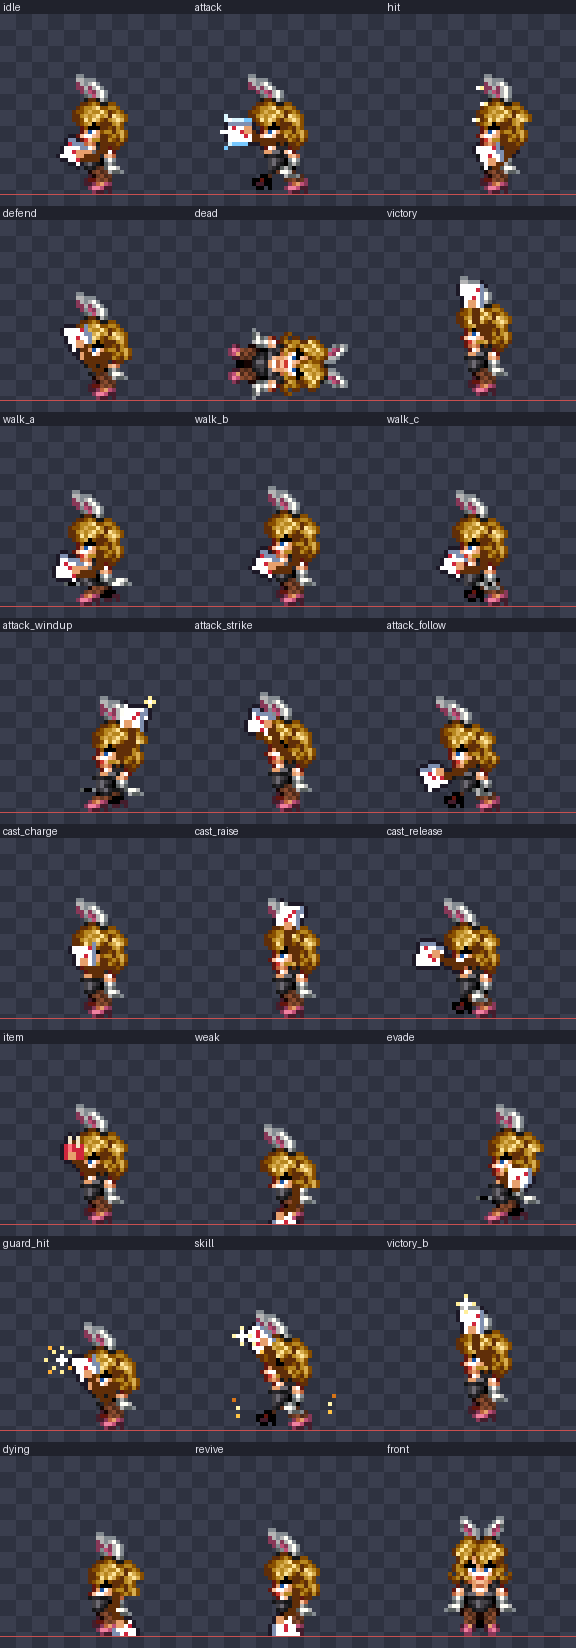 idle attack hit
defend dead victory
walk_a walk_b walk_c
attack_windup attack_strike attack_follow
cast_charge cast_raise cast_release
item weak evade
guard_hit skill victory_b
dying revive front